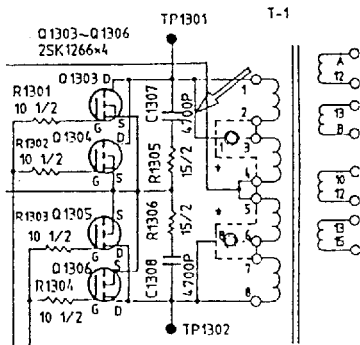 TP1301
T-1
Q1303~Q1306
2SK1266×4
Q1303 D
R1301
10 1/2
G
S
D
R1302
Q1304
10 1/2
G
S
C1307
4700P
R1305
15/2
R1306
15/2
C1308
4700P
R1303
Q1305
10 1/2
G
S
D
Q1306
R1304
10 1/2
G
S
D
TP1302
1
2
1
3
*
4
5
*
8
6
7
8
A
12
13
B
10
12
13
15